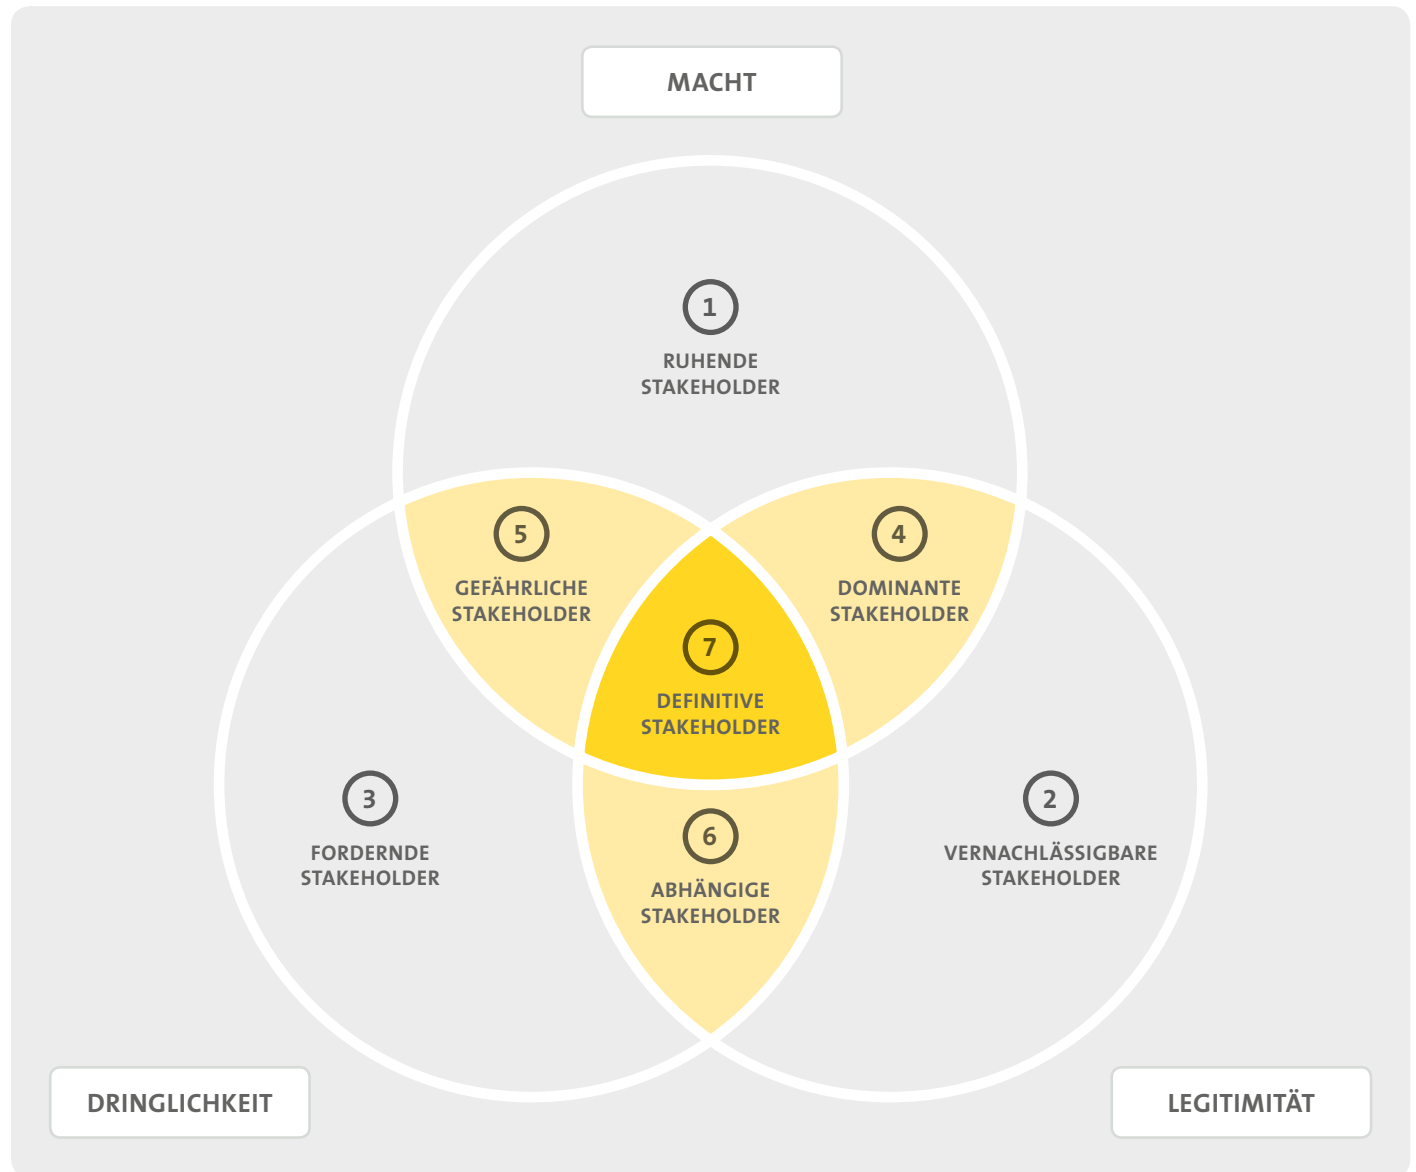 MACHT
1
RUHENDE
STAKEHOLDER
5
GEFÄHRLICHE
STAKEHOLDER
4
DOMINANTE
STAKEHOLDER
7
DEFINITIVE
STAKEHOLDER
3
FORDERNDE
STAKEHOLDER
6
ABHÄNGIGE
STAKEHOLDER
2
VERNACHLÄSSIGBARE
STAKEHOLDER
DRINGLICHKEIT
LEGITIMITÄT